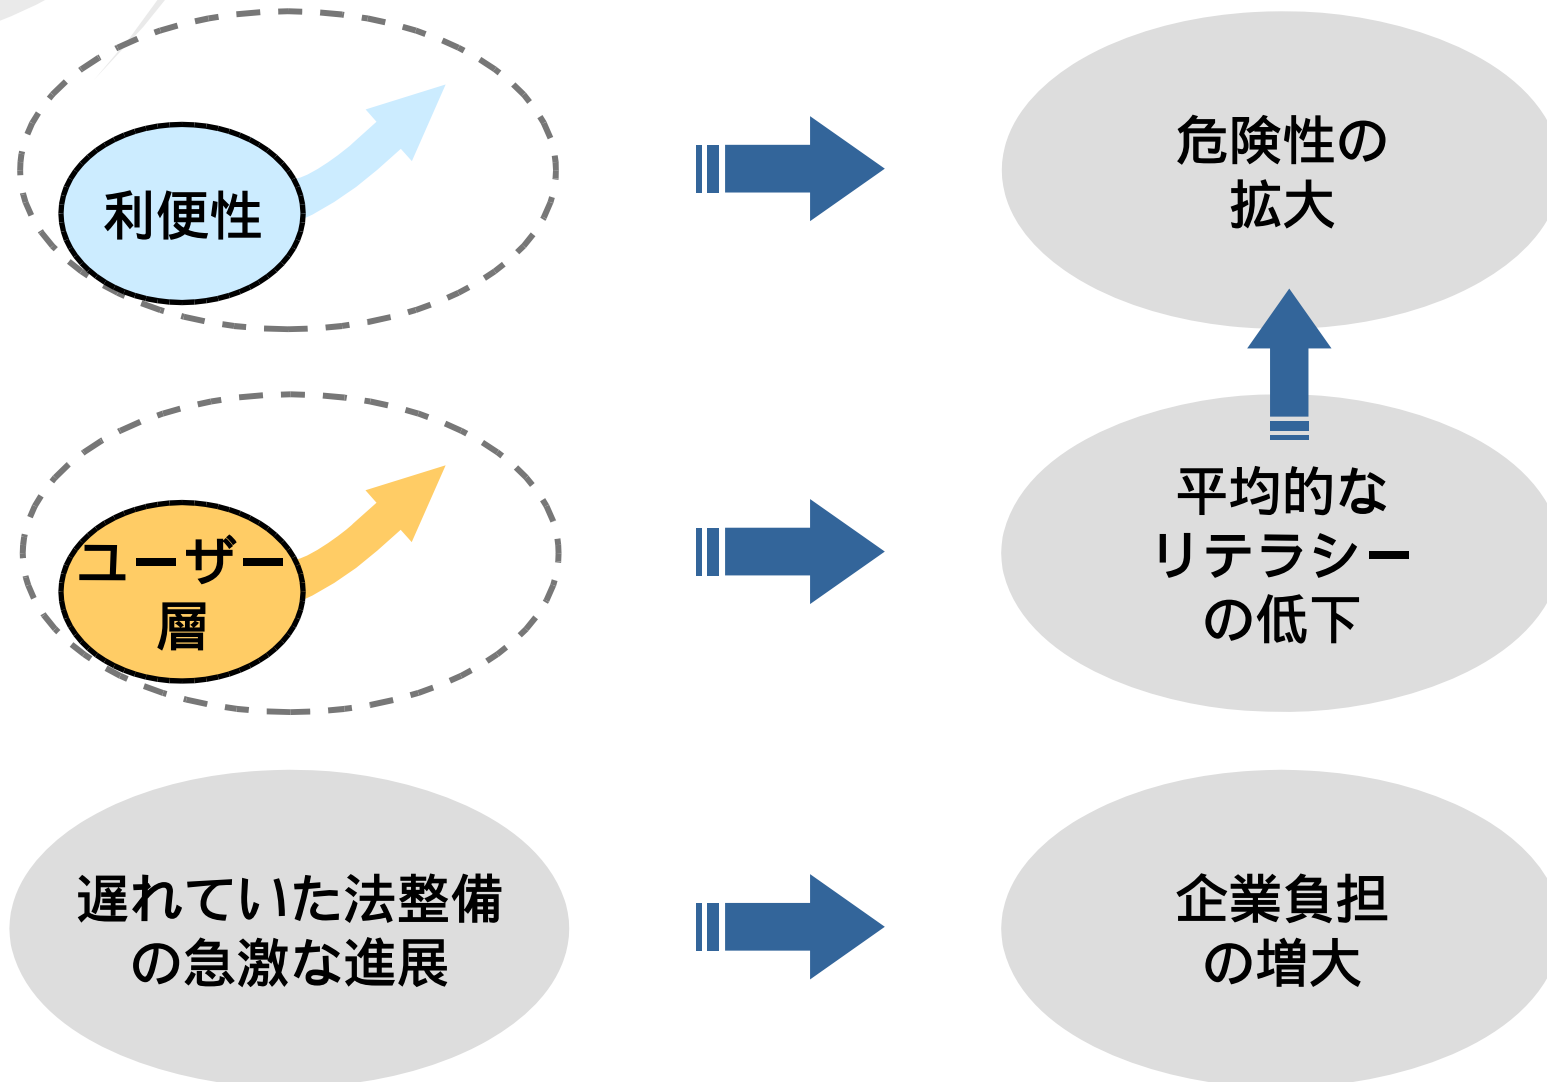 利便性
危険性の
拡大
ユーザー
層
平均的な
リテラシー
の低下
遅れていた法整備
の急激な進展
企業負担
の増大